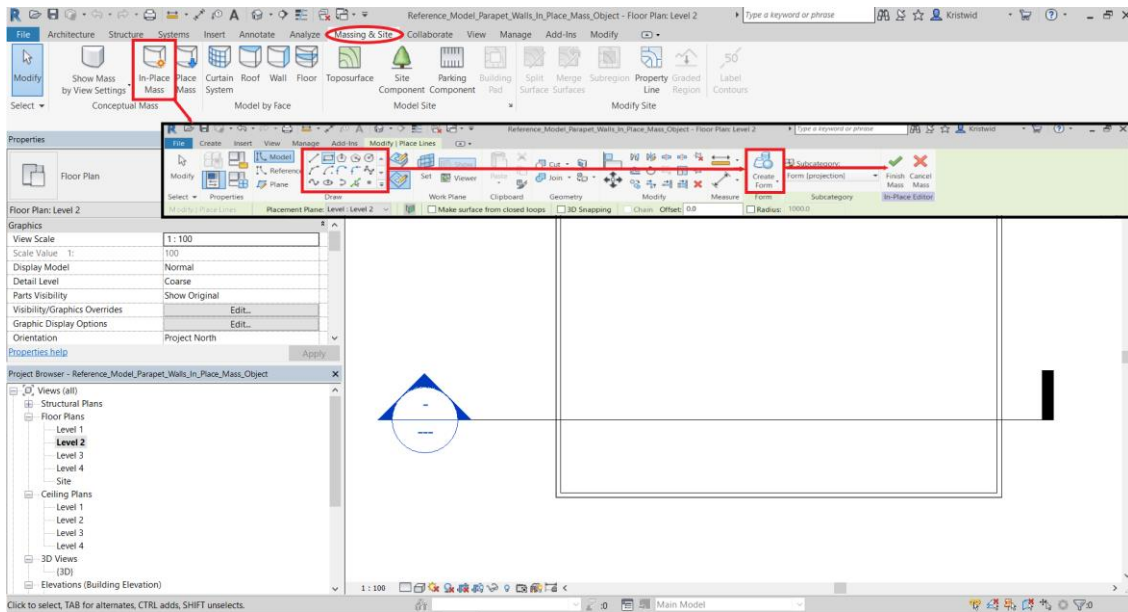 Reference_Model_Parapet_Walls_In_Place_Mass_Object - Floor Plan: Level 2
Type a keyword or phrase
Kristwid
File Architecture Structure Systems Insert Annotate Analyze Massing & Site Collaborate View Manage Add-Ins Modify
Modify
Show Mass
by View Settings
In-Place
Mass
Place
Mass
Curtain
System
Roof
Wall
Floor
Toposurface
Site
Component
Parking
Component
Building
Pad
Split
Surface
Merge
Surfaces
Subregion
Property
Line
Graded
Region
Label
Contours
Select Conceptual Mass Model by Face Model Site Modify Site
Properties
Reference_Model_Parapet_Walls_In_Place_Mass_Object - Floor Plan: Level 2
Type a keyword or phrase
Kristwid
File Create Insert View Manage Add-Ins Modify | Place Lines
Modify
Model
Reference
Plane
Set
Show
Viewer
Paste
Cut
Join
Create
Form
Subcategory:
Form [projection]
Finish
Mass
Cancel
Mass
Select Properties Draw Work Plane Clipboard Geometry Modify Measure Form Subcategory In-Place Editor
Modify | Place Lines Placement Plane: Level : Level 2 Make surface from closed loops 3D Snapping Chain Offset: 0.0 Radius: 1000.0
Floor Plan
Floor Plan: Level 2
Graphics
View Scale 1 : 100
Scale Value 1: 100
Display Model Normal
Detail Level Coarse
Parts Visibility Show Original
Visibility/Graphics Overrides Edit...
Graphic Display Options Edit...
Orientation Project North
Properties help Apply
Project Browser - Reference_Model_Parapet_Walls_In_Place_Mass_Object
Views (all)
Structural Plans
Floor Plans
Level 1
Level 2
Level 3
Level 4
Site
Ceiling Plans
Level 1
Level 2
Level 3
Level 4
3D Views
{3D}
Elevations (Building Elevation)
1 : 100
Click to select, TAB for alternates, CTRL adds, SHIFT unselects.
:0
Main Model
:0